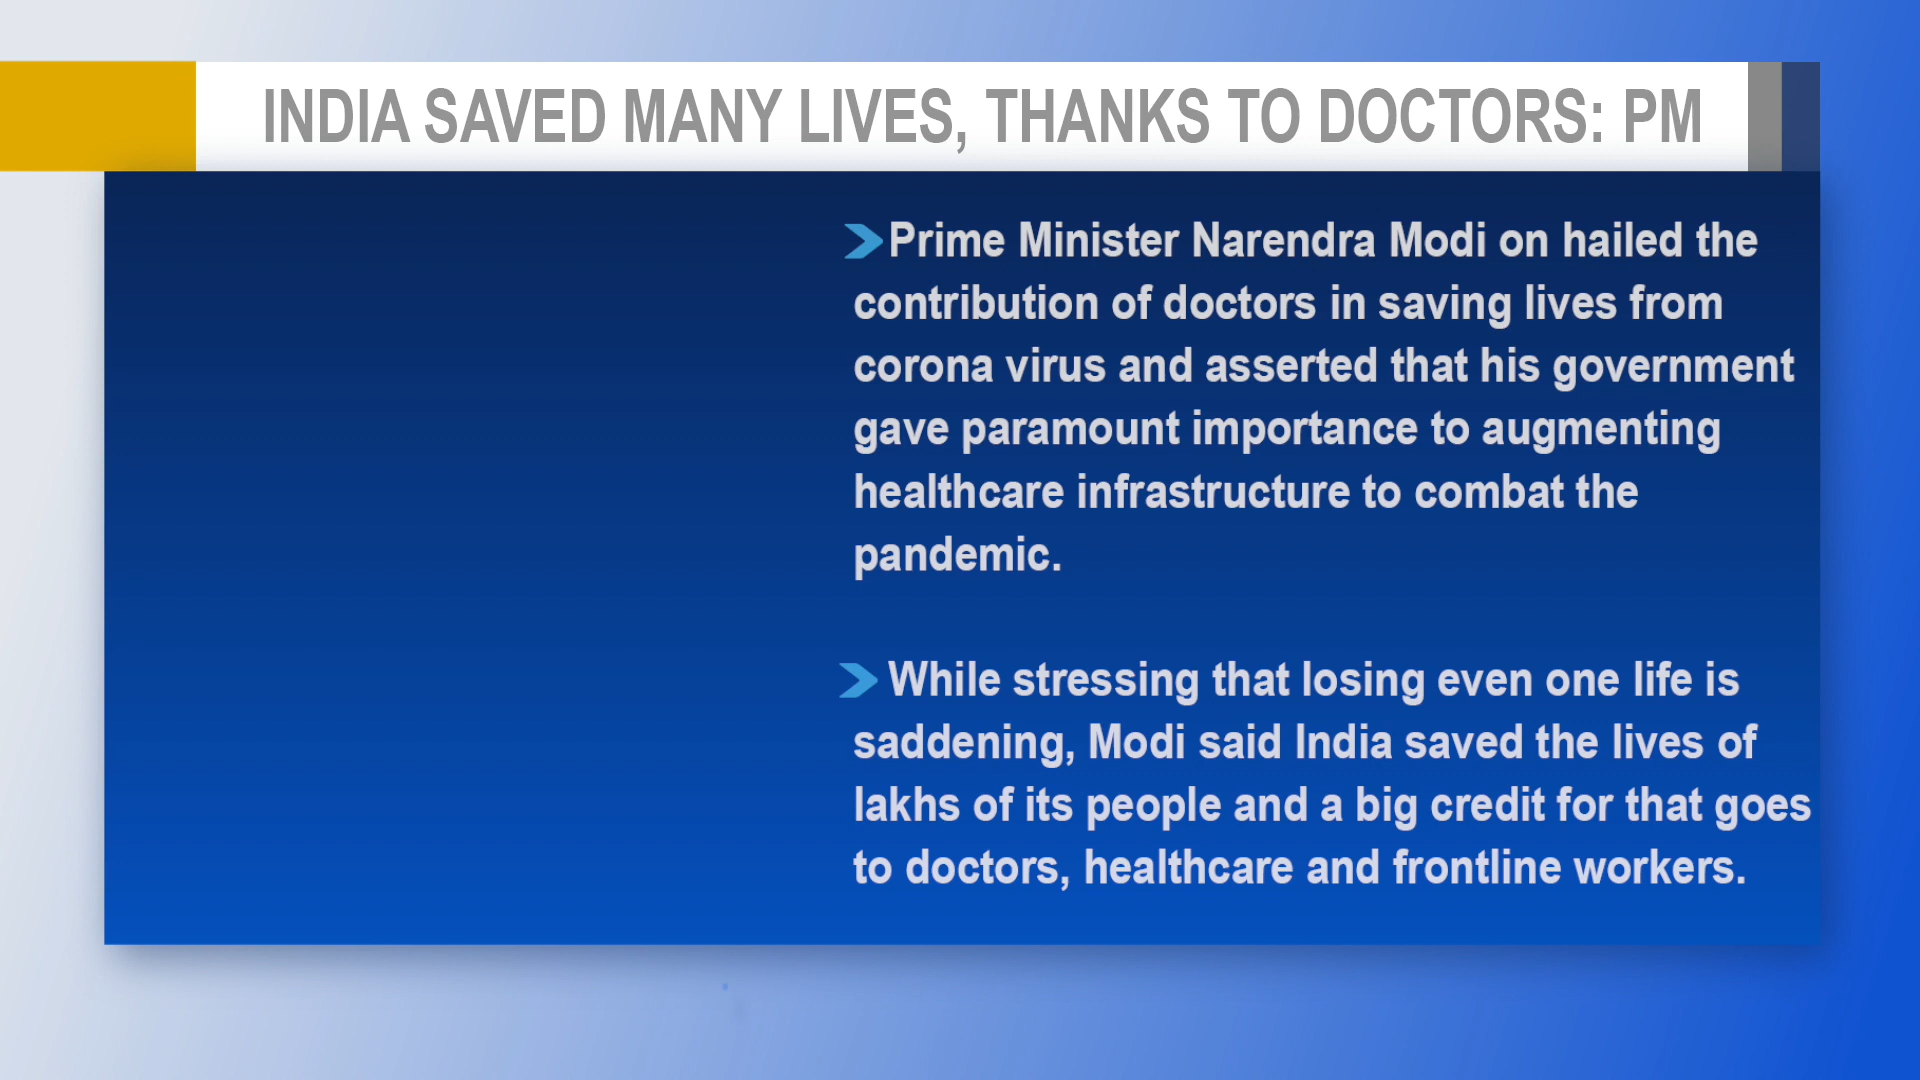 INDIA SAVED MANY LIVES, THANKS TO DOCTORS: PM
Prime Minister Narendra Modi on hailed the
contribution of doctors in saving lives from
corona virus and asserted that his government
gave paramount importance to augmenting
healthcare infrastructure to combat the
pandemic.
While stressing that losing even one life is
saddening, Modi said India saved the lives of
lakhs of its people and a big credit for that goes
to doctors, healthcare and frontline workers.